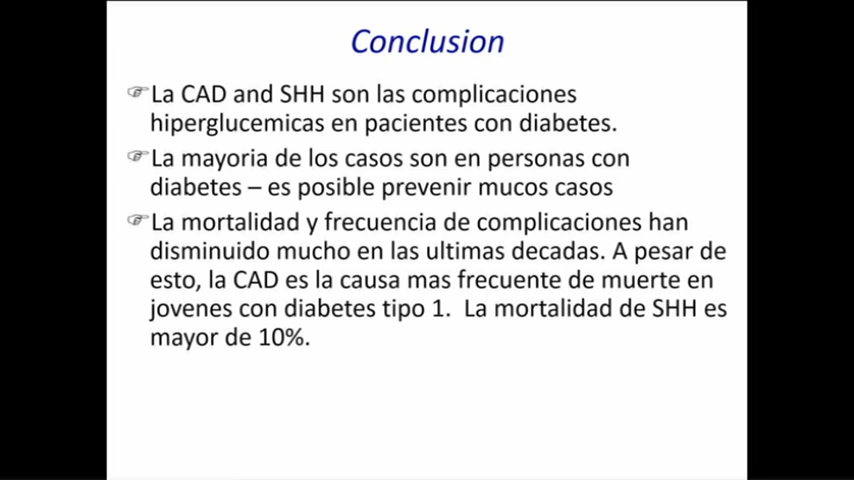 Conclusion
La CAD and SHH son las complicaciones
hiperglucemicas en pacientes con diabetes.
La mayoria de los casos son en personas con
diabetes – es posible prevenir mucos casos
La mortalidad y frecuencia de complicaciones han
disminuido mucho en las ultimas decadas. A pesar de
esto, la CAD es la causa mas frecuente de muerte en
jovenes con diabetes tipo 1. La mortalidad de SHH es
mayor de 10%.